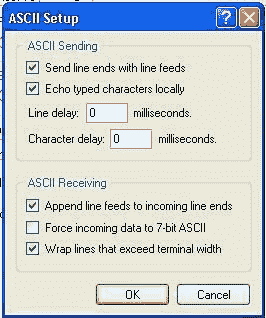 ASCII Setup
ASCII Sending
Send line ends with line feeds
Echo typed characters locally
Line delay: 0 milliseconds.
Character delay: 0 milliseconds.
ASCII Receiving
Append line feeds to incoming line ends
Force incoming data to 7-bit ASCII
Wrap lines that exceed terminal width
OK Cancel